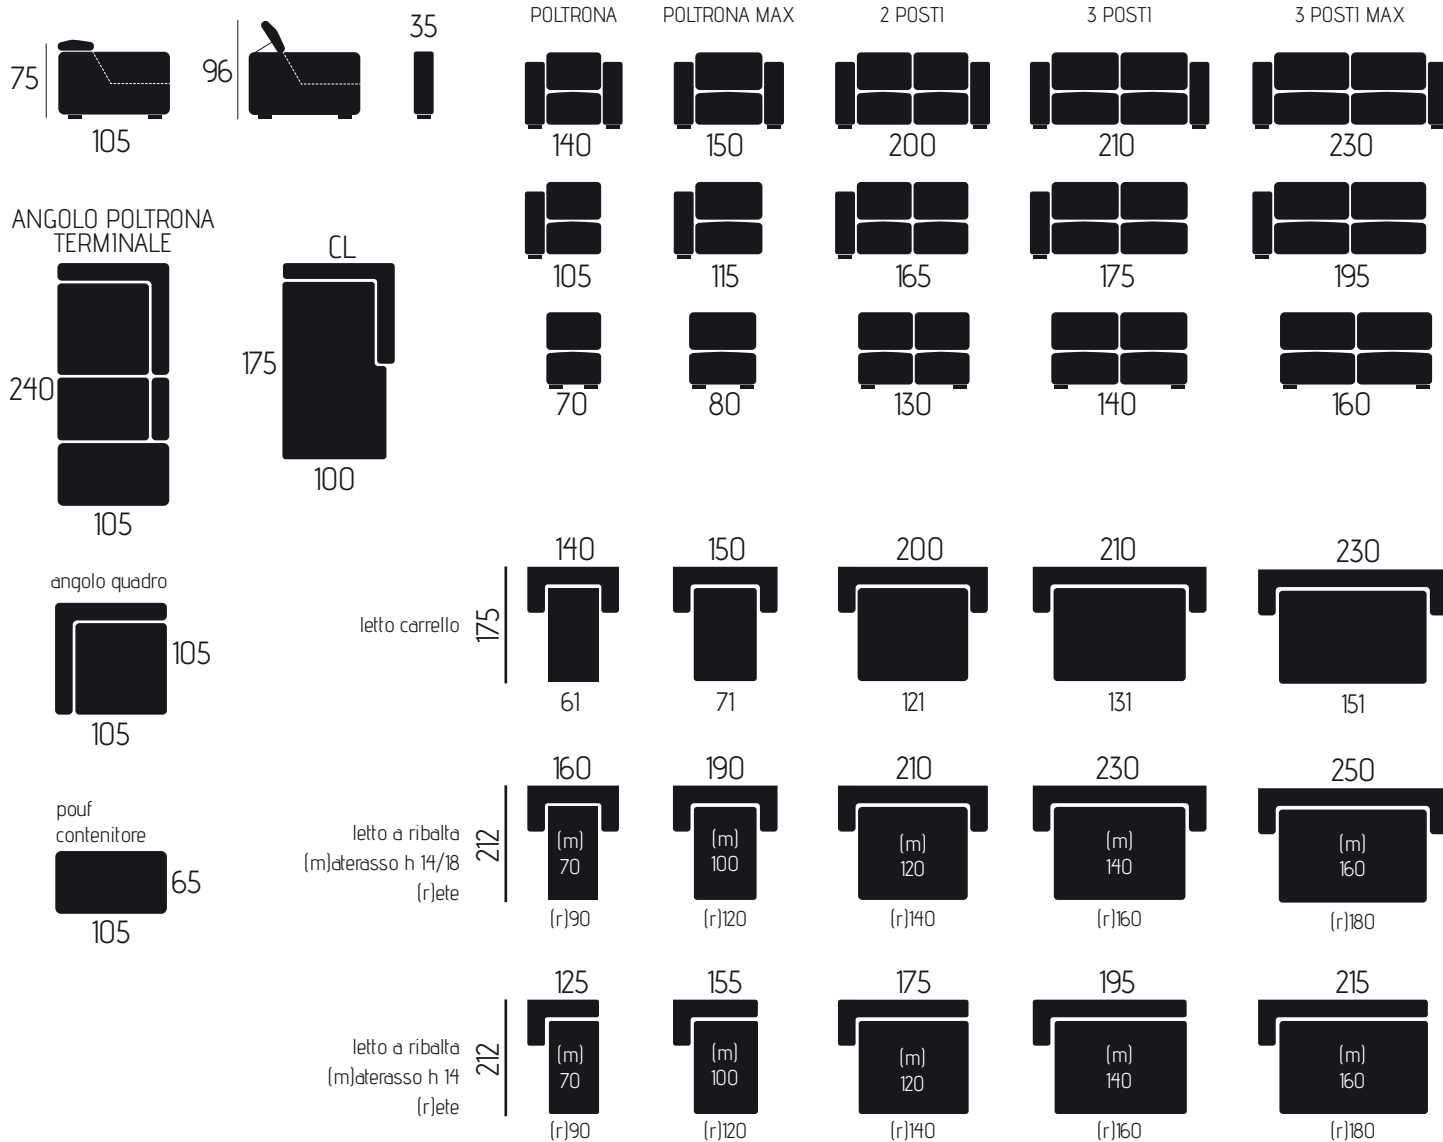 POLTRONA POLTRONA MAX 2 POSTI 3 POSTI 3 POSTI MAX
75
105
96
35
140 150 200 210 230
105 115 165 175 195
70 80 130 140 160
ANGOLO POLTRONA
TERMINALE
240
105
CL
175
100
angolo quadro
105
105
pouf
contenitore
65
105
140 150 200 210 230
letto carrello
175
61 71 121 131 151
160 190 210 230 250
letto a ribalta
(m)aterasso h 14/18
(r)ete
212
(m) (m) (m) (m) (m)
70 100 120 140 160
(r)90 (r)120 (r)140 (r)160 (r)180
125 155 175 195 215
letto a ribalta
(m)aterasso h 14
(r)ete
212
(m) (m) (m) (m) (m)
70 100 120 140 160
(r)90 (r)120 (r)140 (r)160 (r)180